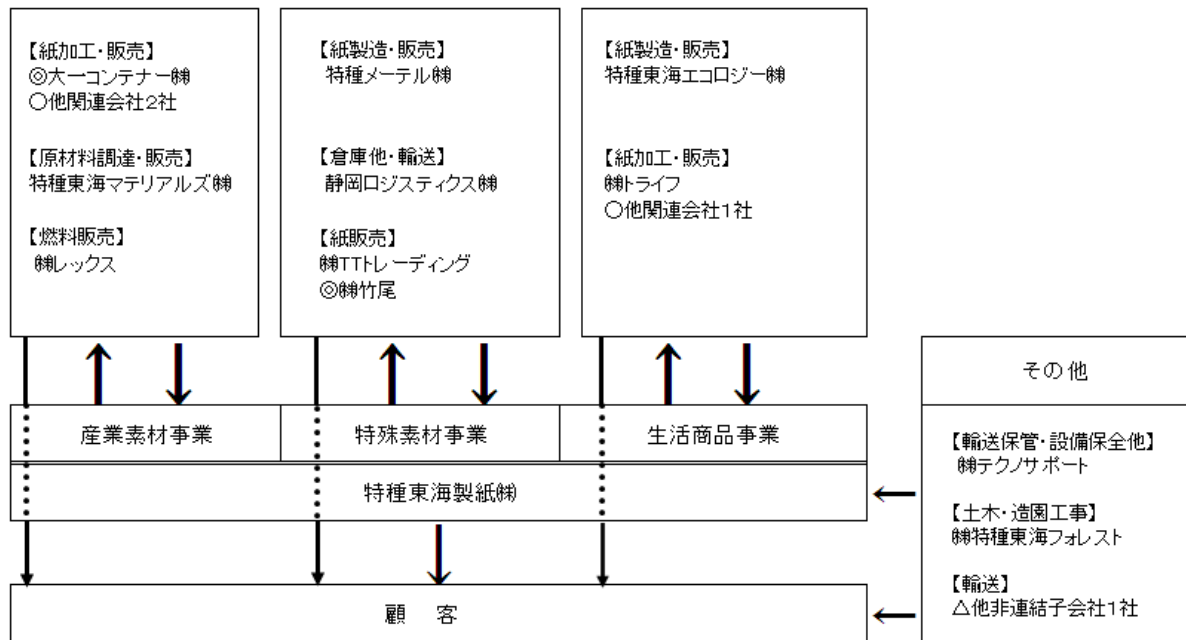 【紙加工・販売】
◎大一コンテナー㈱
○他関連会社2社
【原材料調達・販売】
特種東海マテリアルズ㈱
【燃料販売】
㈱レックス
【紙製造・販売】
特種メーテル㈱
【倉庫他・輸送】
静岡ロジスティクス㈱
【紙販売】
㈱TTトレーディング
◎㈱竹尾
【紙製造・販売】
特種東海エコロジー㈱
【紙加工・販売】
㈱トライフ
○他関連会社1社
産業素材事業
特殊素材事業
生活商品事業
特種東海製紙㈱
顧 客
その他
【輸送保管・設備保全他】
㈱テクノサポート
【土木・造園工事】
㈱特種東海フォレスト
【輸送】
△他非連結子会社1社